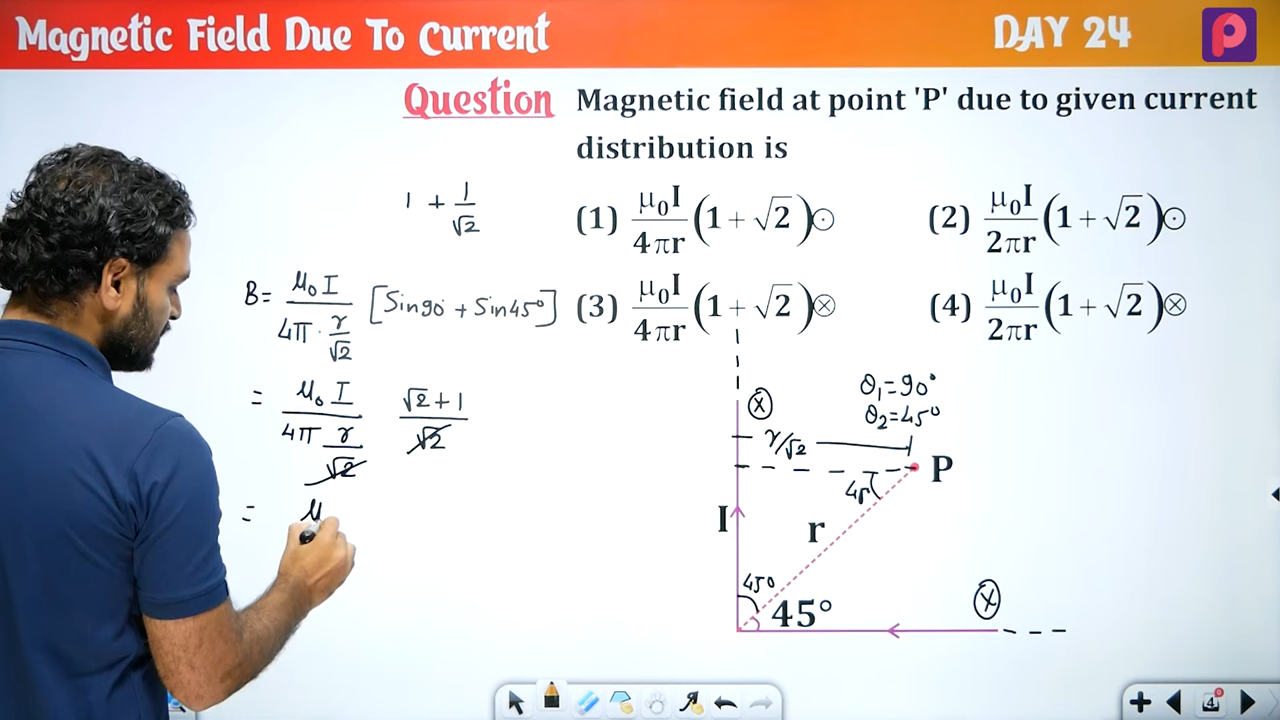 Magnetic Field Due To Current
DAY 24
p
Question Magnetic field at point 'P' due to given current
distribution is
(1) μ₀I/4πr (1 + √2)⊙
(2) μ₀I/2πr (1 + √2)⊙
(3) μ₀I/4πr (1 + √2)⊗
(4) μ₀I/2πr (1 + √2)⊗
1 + 1/√2
B = μ₀I/(4π · r/√2) [Sin90 + Sin45°]
= μ₀I/(4π r/√2) (√2+1)/√2
= μ
ⓧ
θ₁=90°
θ₂=45°
r/√2
P
45°
I
r
45°
45°
ⓧ
4